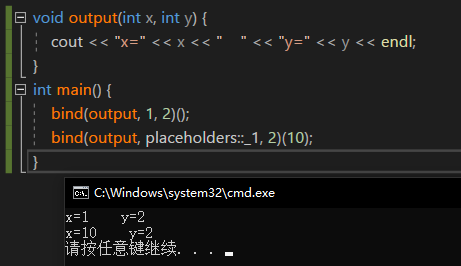 void output(int x, int y) {
cout << "x=" << x << "    " << "y=" << y << endl;
}
int main() {
bind(output, 1, 2)();
bind(output, placeholders::_1, 2)(10);
}
C:\Windows\system32\cmd.exe
x=1    y=2
x=10    y=2
请按任意键继续. . .